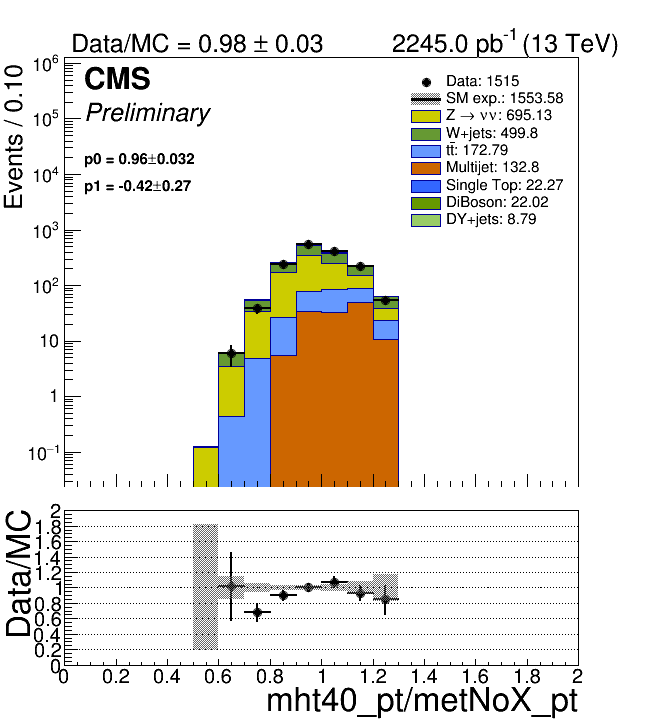 Data/MC = 0.98 ± 0.03 2245.0 pb⁻¹ (13 TeV)
CMS
Preliminary
p0 = 0.96±0.032
p1 = -0.42±0.27
Data: 1515
SM exp.: 1553.58
Z → νν: 695.13
W+jets: 499.8
tt̄: 172.79
Multijet: 132.8
Single Top: 22.27
DiBoson: 22.02
DY+jets: 8.79
Events / 0.10
10⁶
10⁵
10⁴
10³
10²
10
1
10⁻¹
Data/MC
2
1.8
1.6
1.4
1.2
1
0.8
0.6
0.4
0.2
0
0 0.2 0.4 0.6 0.8 1 1.2 1.4 1.6 1.8 2
mht40_pt/metNoX_pt